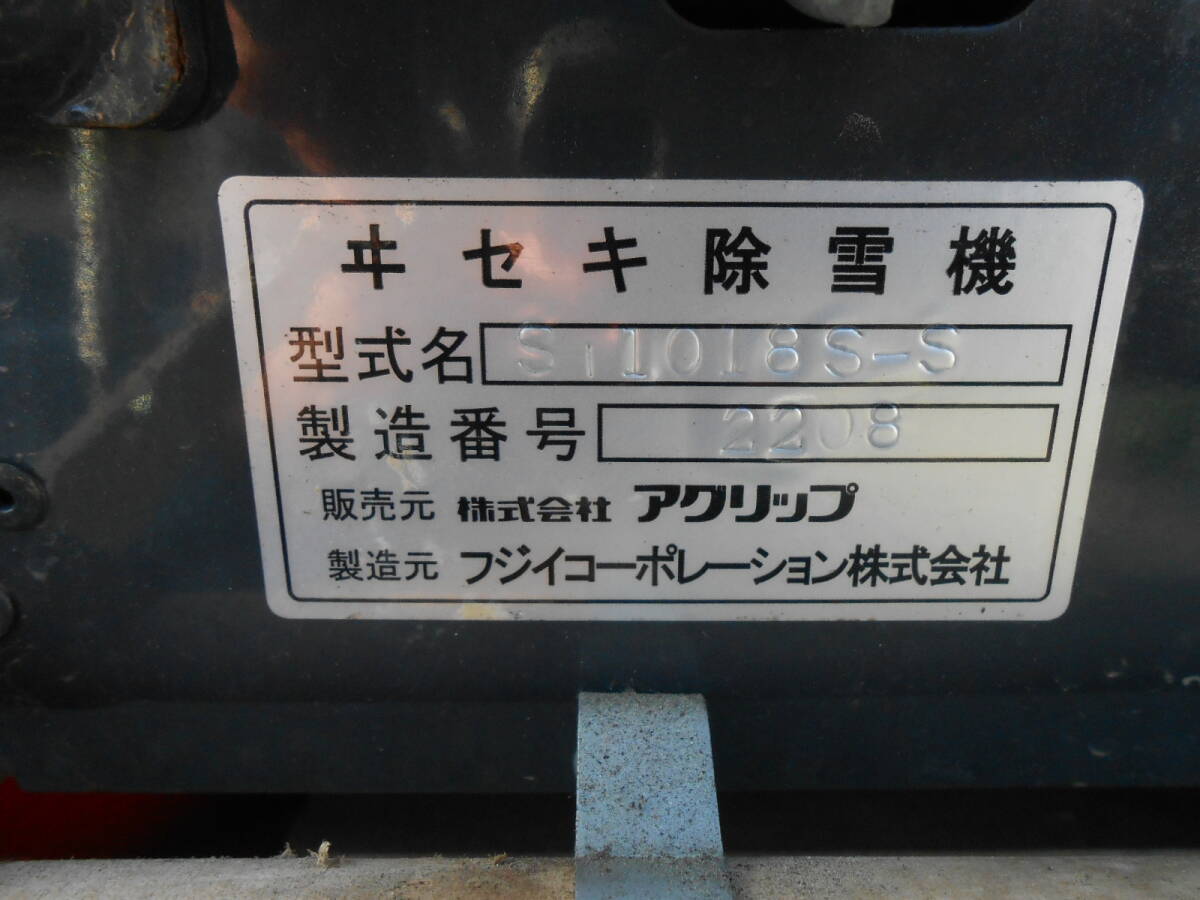 ヰセキ除雪機
型式名 S11018S-S
製造番号 2208
販売元 株式会社 アグリップ
製造元 フジイコーポレーション株式会社